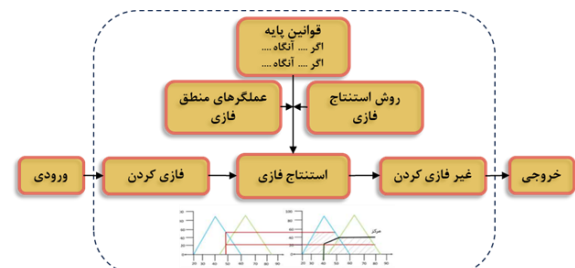 قوانین پایه
اگر .... آنگاه ....
اگر .... آنگاه ....
روش استنتاج
فازی
عملگرهای منطق
فازی
ورودی
فازی کردن
استنتاج فازی
غیر فازی کردن
خروجی